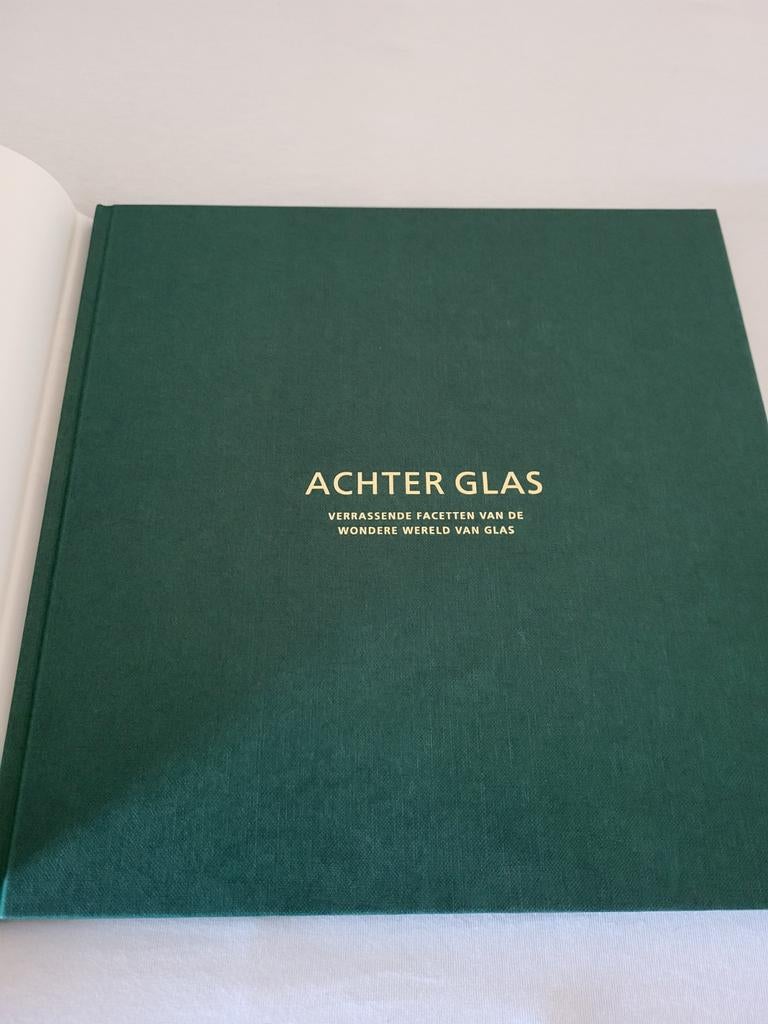 ACHTER GLAS
VERRASSENDE FACETTEN VAN DE
WONDERE WERELD VAN GLAS